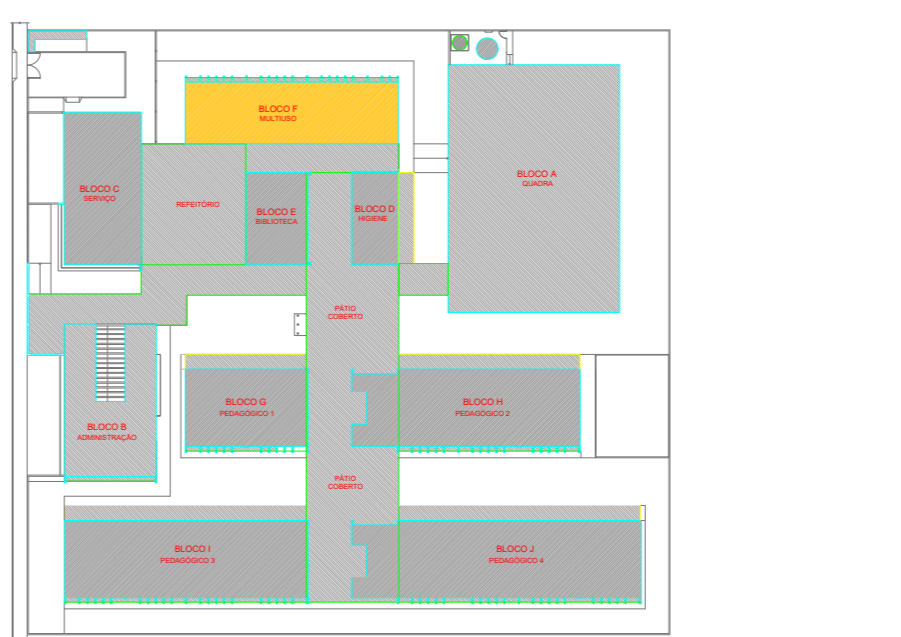 BLOCO F
MULTIUSO
BLOCO A
QUADRA
BLOCO C
SERVIÇO
REFEITÓRIO
BLOCO E
BIBLIOTECA
BLOCO D
HIGIENE
PÁTIO
COBERTO
BLOCO G
PEDAGÓGICO 1
BLOCO H
PEDAGÓGICO 2
BLOCO B
ADMINISTRAÇÃO
PÁTIO
COBERTO
BLOCO I
PEDAGÓGICO 3
BLOCO J
PEDAGÓGICO 4